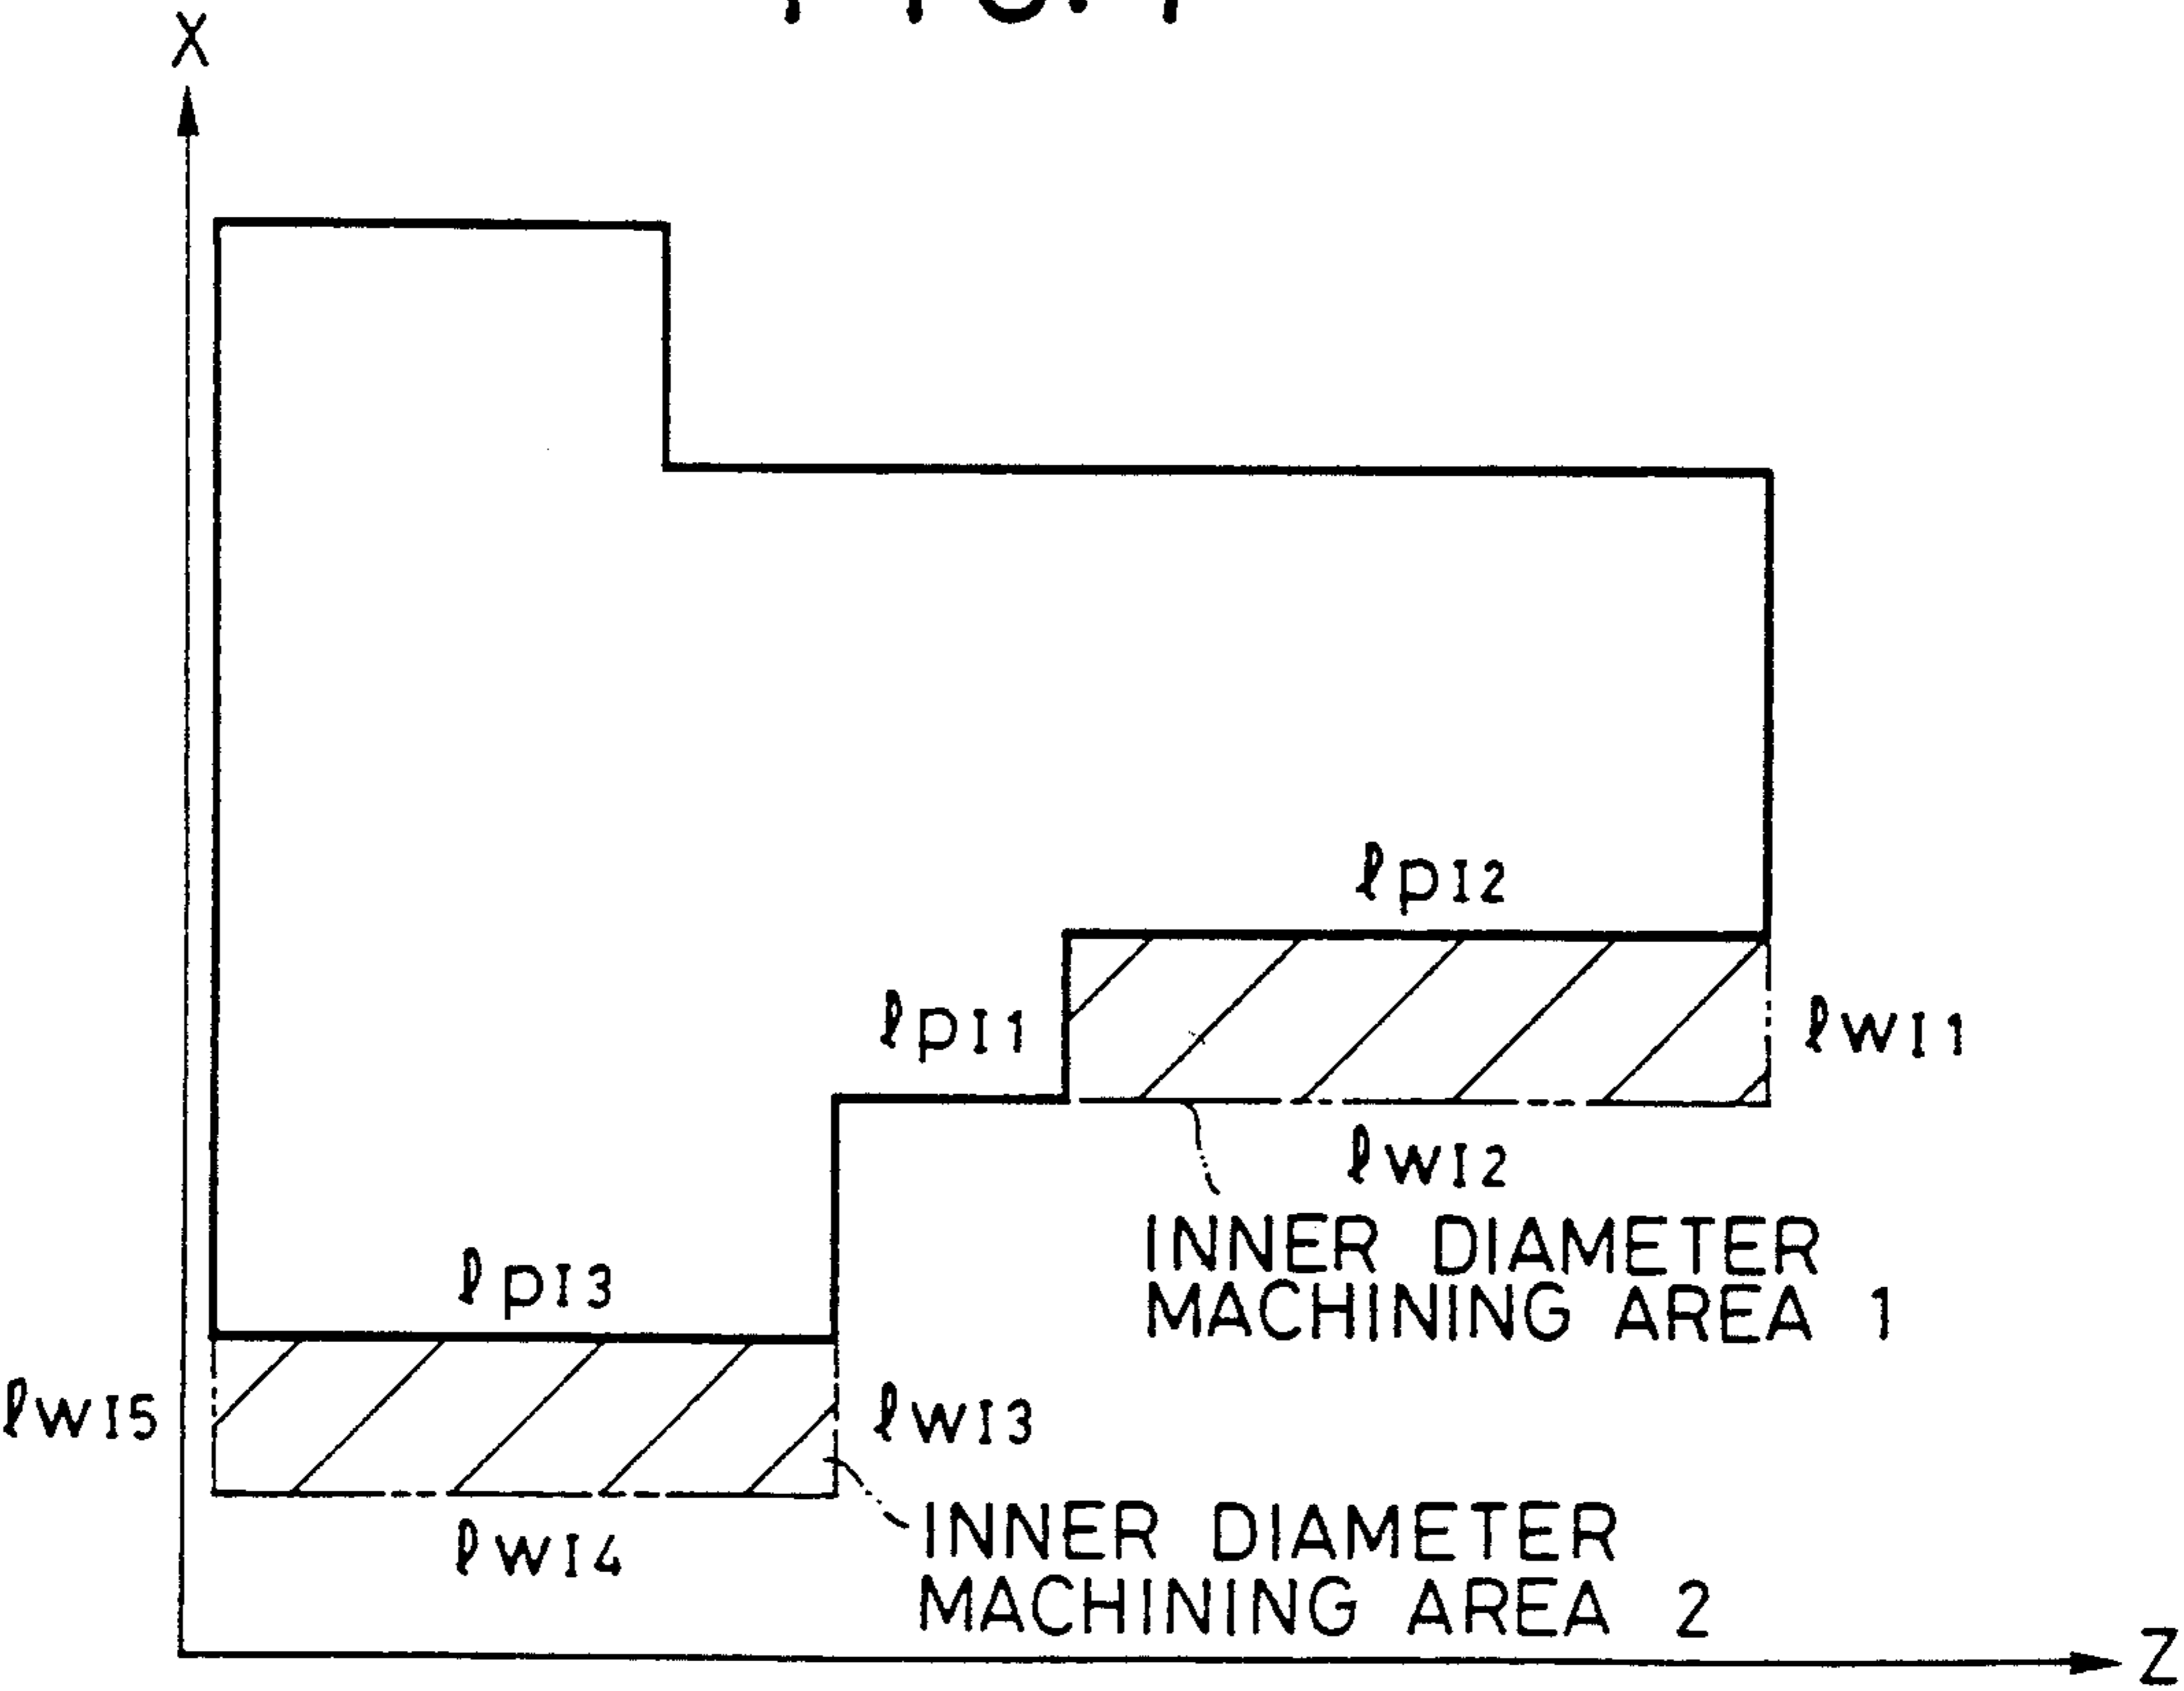 X
ℓPI2
ℓPI1
ℓWI1
ℓWI2
INNER DIAMETER
MACHINING AREA 1
ℓPI3
ℓWI5
ℓWI3
INNER DIAMETER
MACHINING AREA 2
ℓWI4
Z